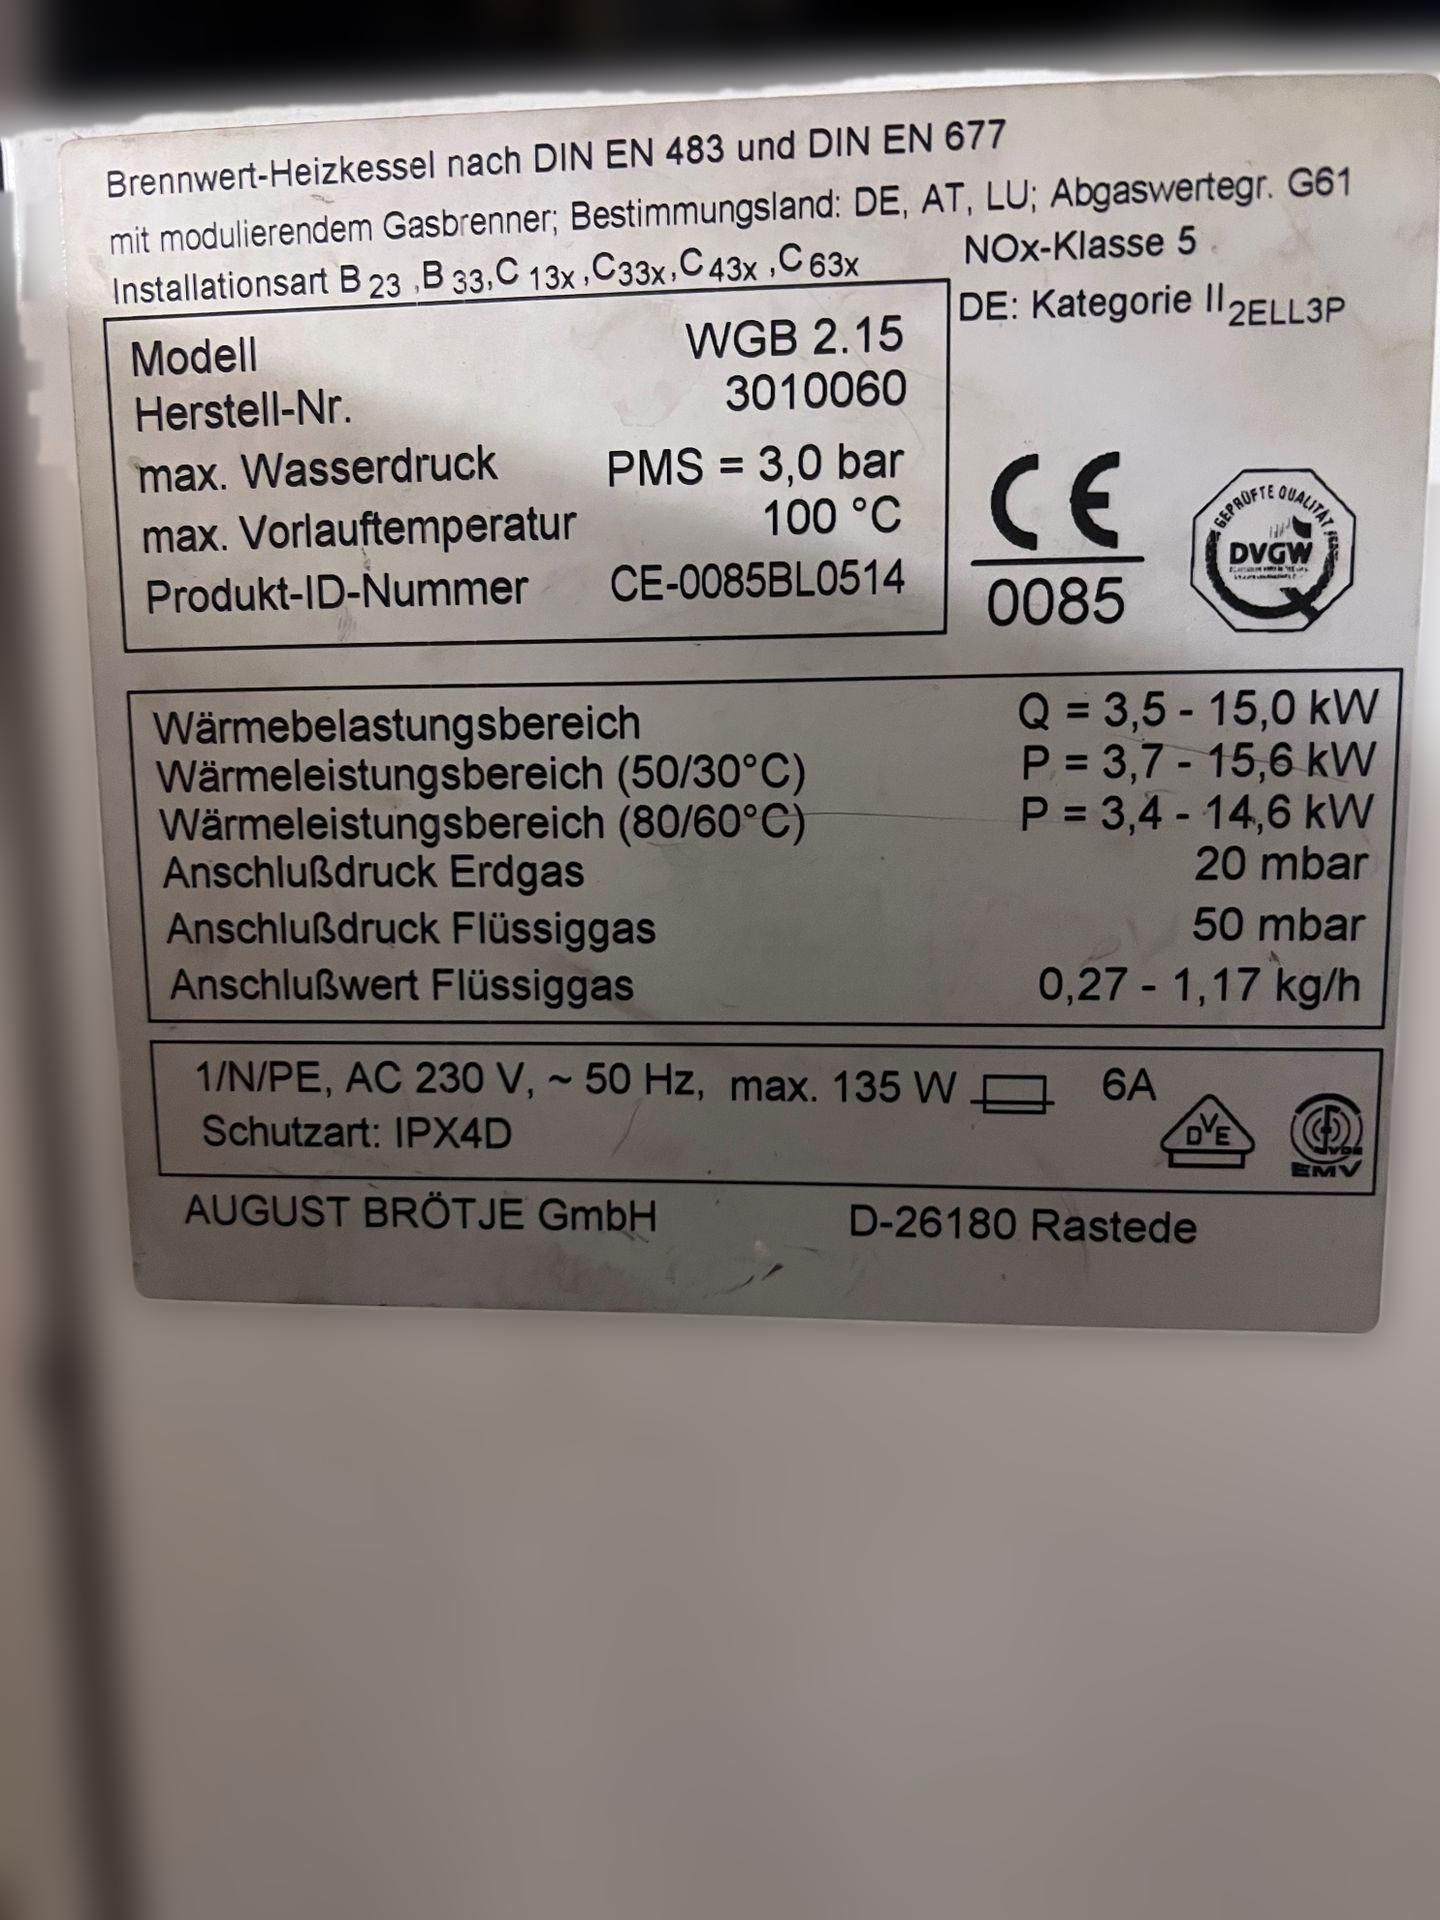 Brennwert-Heizkessel nach DIN EN 483 und DIN EN 677
mit modulierendem Gasbrenner; Bestimmungsland: DE, AT, LU; Abgaswertegr. G61
Installationsart B 23 ,B 33,C 13x ,C33x,C 43x ,C 63x
NOx-Klasse 5
DE: Kategorie II2ELL3P
Modell WGB 2.15
Herstell-Nr. 3010060
max. Wasserdruck PMS = 3,0 bar
max. Vorlauftemperatur 100 °C
Produkt-ID-Nummer CE-0085BL0514
CE
0085
GEPRÜFTE QUALITÄT
DVGW
Wärmebelastungsbereich Q = 3,5 - 15,0 kW
Wärmeleistungsbereich (50/30°C) P = 3,7 - 15,6 kW
Wärmeleistungsbereich (80/60°C) P = 3,4 - 14,6 kW
Anschlußdruck Erdgas 20 mbar
Anschlußdruck Flüssiggas 50 mbar
Anschlußwert Flüssiggas 0,27 - 1,17 kg/h
1/N/PE, AC 230 V, ~ 50 Hz, max. 135 W 6A
Schutzart: IPX4D
DVE
VDE
EMV
AUGUST BRÖTJE GmbH D-26180 Rastede